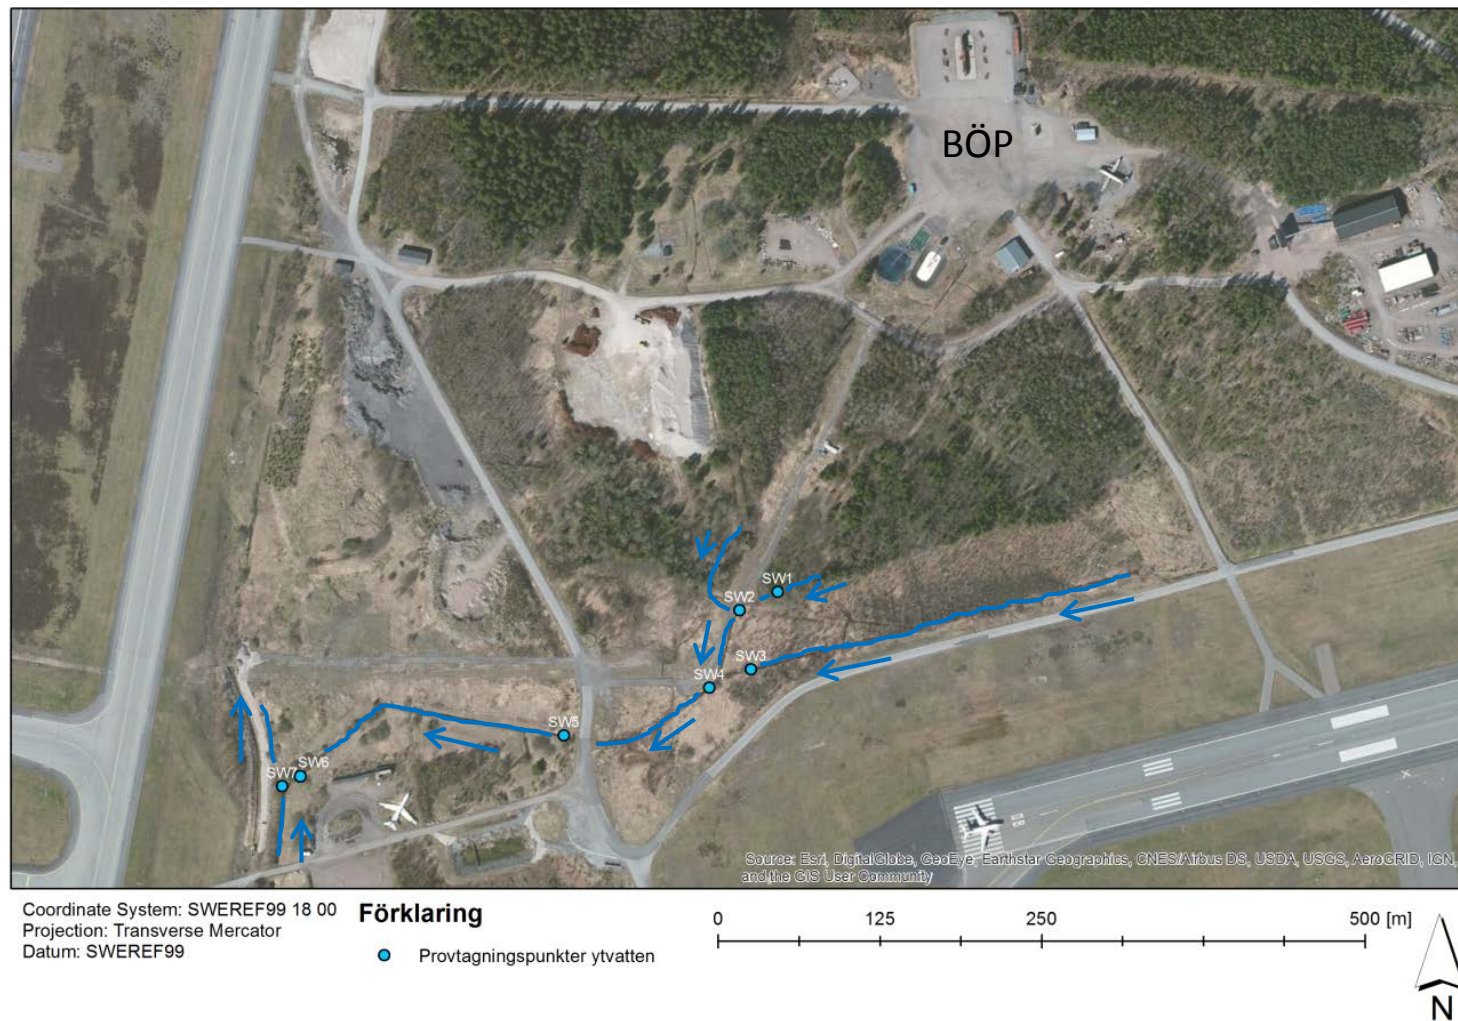 BÖP
SW1
SW2
SW3
SW4
SW5
SW6
SW7
08
Source: Esri, DigitalGlobe, GeoEye, Earthstar Geographics, CNES/Airbus DS, USDA, USGS, AeroGRID, IGN,
and the GIS User Community
Coordinate System: SWEREF99 18 00
Projection: Transverse Mercator
Datum: SWEREF99
Förklaring
Provtagningspunkter ytvatten
0 125 250 500 [m]
N